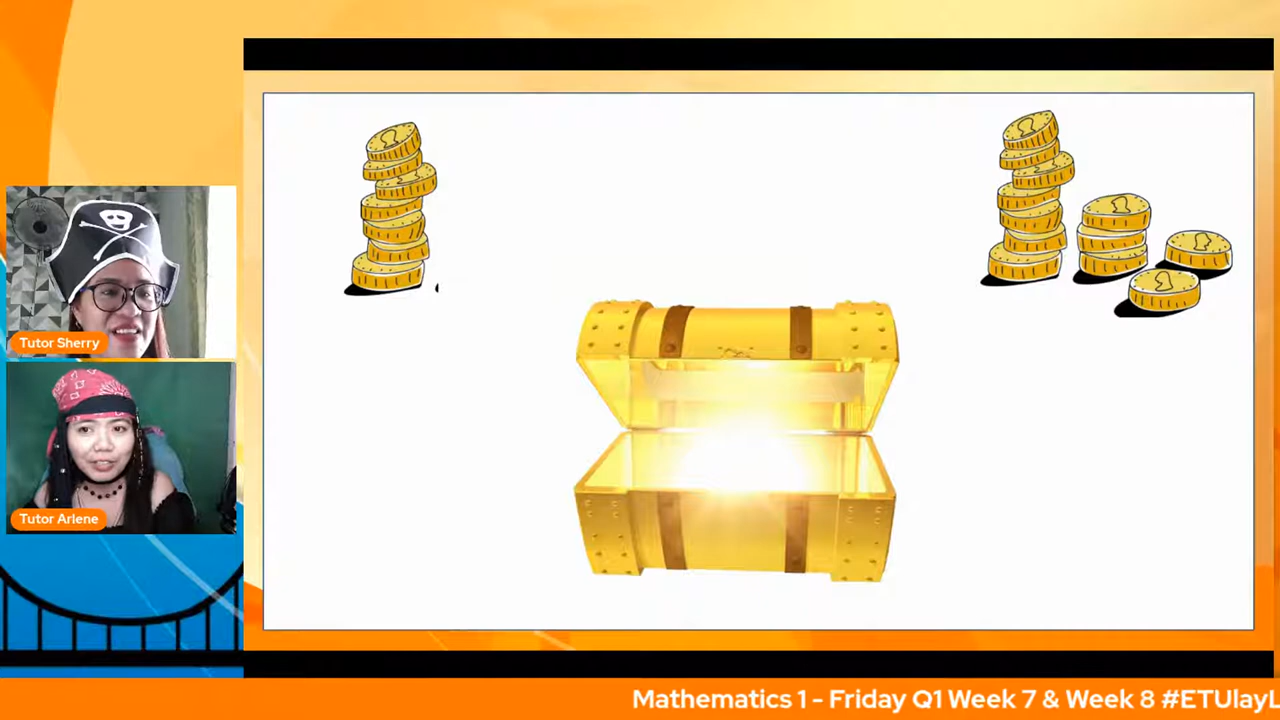 Tutor Sherry
Tutor Arlene
Mathematics 1 - Friday Q1 Week 7 & Week 8 #ETUlayL